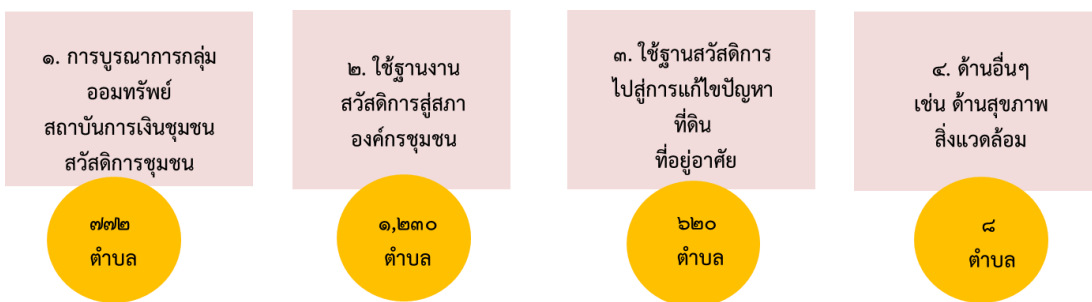 ๑. การบูรณาการกลุ่ม
ออมทรัพย์
สถาบันการเงินชุมชน
สวัสดิการชุมชน
๗๗๒
ตำบล
๒. ใช้ฐานงาน
สวัสดิการสู่สภา
องค์กรชุมชน
๑,๒๓๐
ตำบล
๓. ใช้ฐานสวัสดิการ
ไปสู่การแก้ไขปัญหา
ที่ดิน
ที่อยู่อาศัย
๖๒๐
ตำบล
๔. ด้านอื่นๆ
เช่น ด้านสุขภาพ
สิ่งแวดล้อม
๘
ตำบล